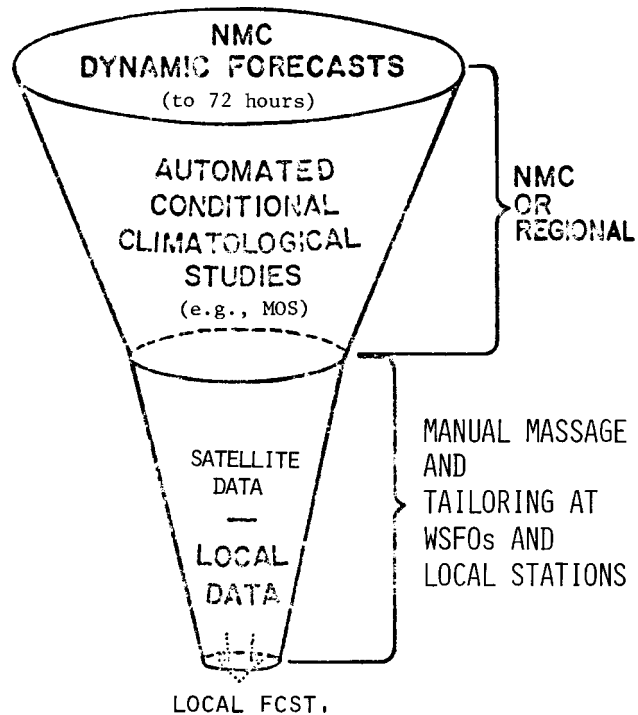 NMC
DYNAMIC FORECASTS
(to 72 hours)
AUTOMATED
CONDITIONAL
CLIMATOLOGICAL
STUDIES
(e.g., MOS)
NMC
OR
REGIONAL
SATELLITE
DATA
—
LOCAL
DATA
MANUAL MASSAGE
AND
TAILORING AT
WSFOs AND
LOCAL STATIONS
LOCAL FCST.